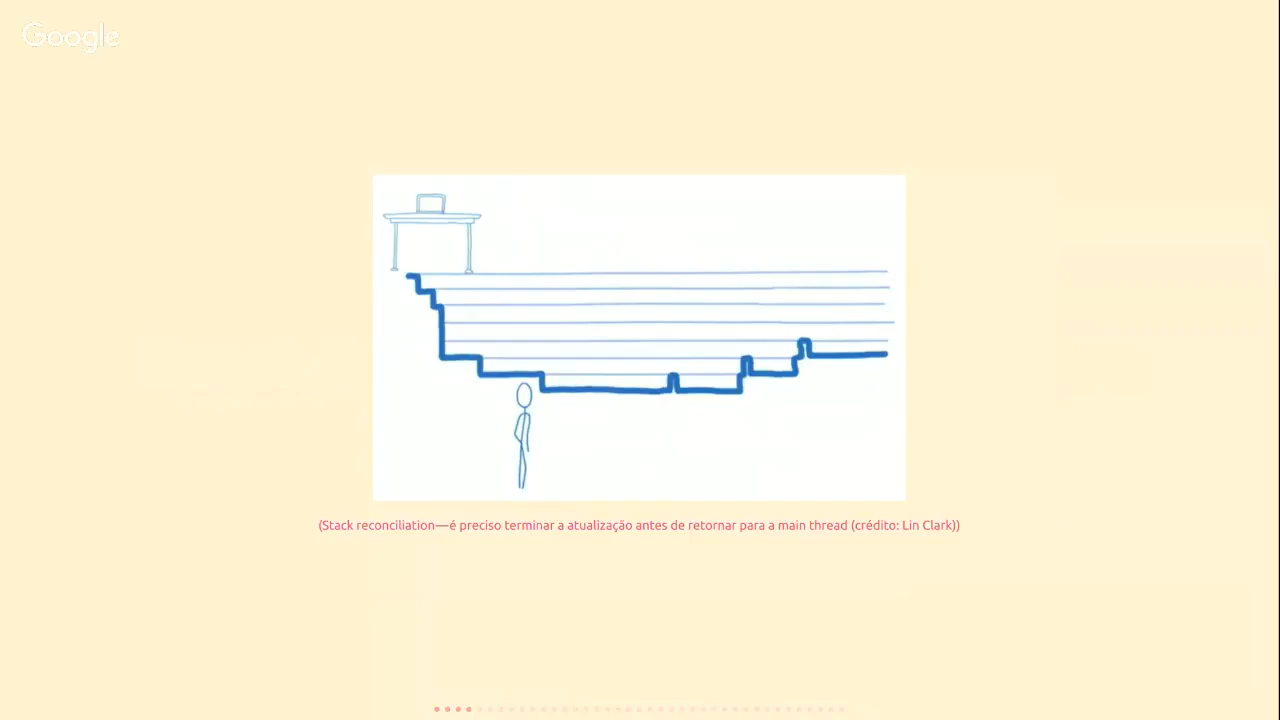 Google
(Stack reconciliation—é preciso terminar a atualização antes de retornar para a main thread (crédito: Lin Clark))